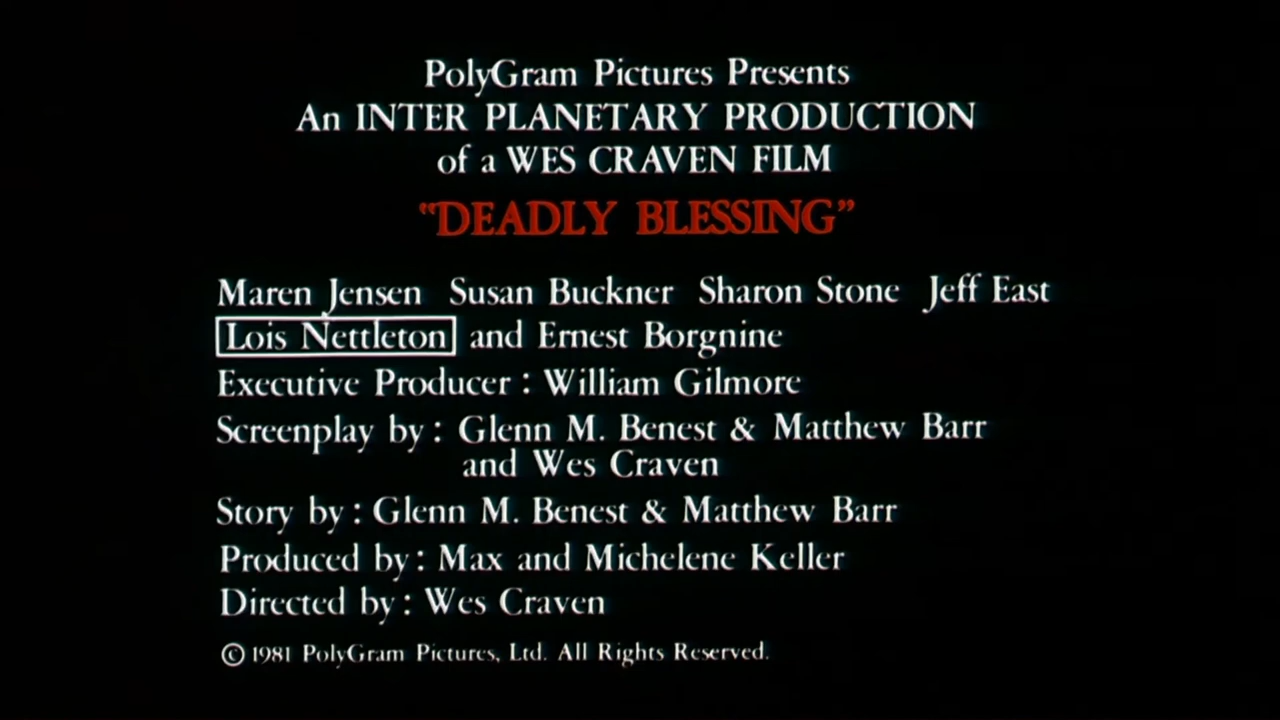 PolyGram Pictures Presents
An INTER PLANETARY PRODUCTION
of a WES CRAVEN FILM
“DEADLY BLESSING”
Maren Jensen Susan Buckner Sharon Stone Jeff East
Lois Nettleton and Ernest Borgnine
Executive Producer : William Gilmore
Screenplay by : Glenn M. Benest & Matthew Barr
and Wes Craven
Story by : Glenn M. Benest & Matthew Barr
Produced by : Max and Michelene Keller
Directed by : Wes Craven
© 1981 PolyGram Pictures, Ltd. All Rights Reserved.